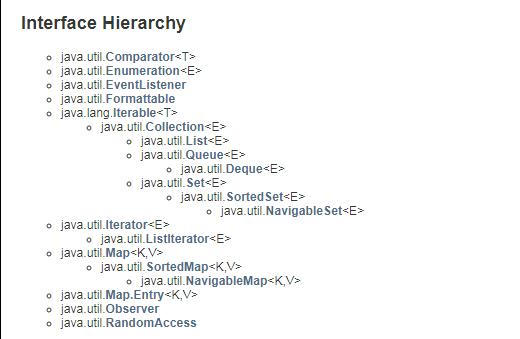 Interface Hierarchy
java.util.Comparator<T>
java.util.Enumeration<E>
java.util.EventListener
java.util.Formattable
java.lang.Iterable<T>
java.util.Collection<E>
java.util.List<E>
java.util.Queue<E>
java.util.Deque<E>
java.util.Set<E>
java.util.SortedSet<E>
java.util.NavigableSet<E>
java.util.Iterator<E>
java.util.ListIterator<E>
java.util.Map<K,V>
java.util.SortedMap<K,V>
java.util.NavigableMap<K,V>
java.util.Map.Entry<K,V>
java.util.Observer
java.util.RandomAccess